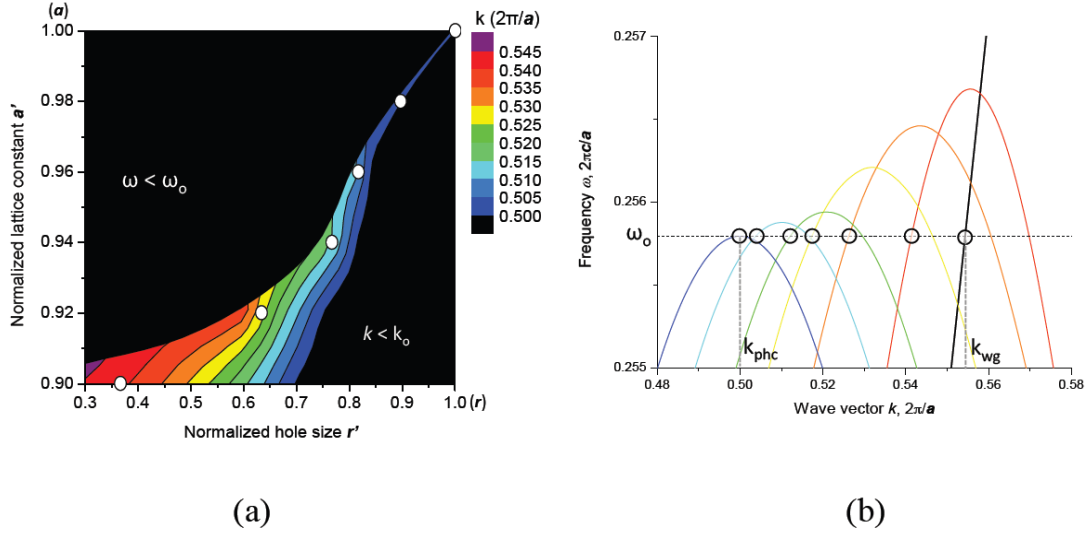 (a)
k (2π/a)
1.00
0.98
0.96
0.94
0.92
0.90
Normalized lattice constant a'
ω < ωo
k < ko
0.3 0.4 0.5 0.6 0.7 0.8 0.9 1.0 (r)
Normalized hole size r'
0.545
0.540
0.535
0.530
0.525
0.515
0.510
0.505
0.500
(a)
0.257
0.256
ωo
0.255
Frequency ω, 2πc/a
kphc
kwg
0.48 0.50 0.52 0.54 0.56 0.58
Wave vector k, 2π/a
(b)